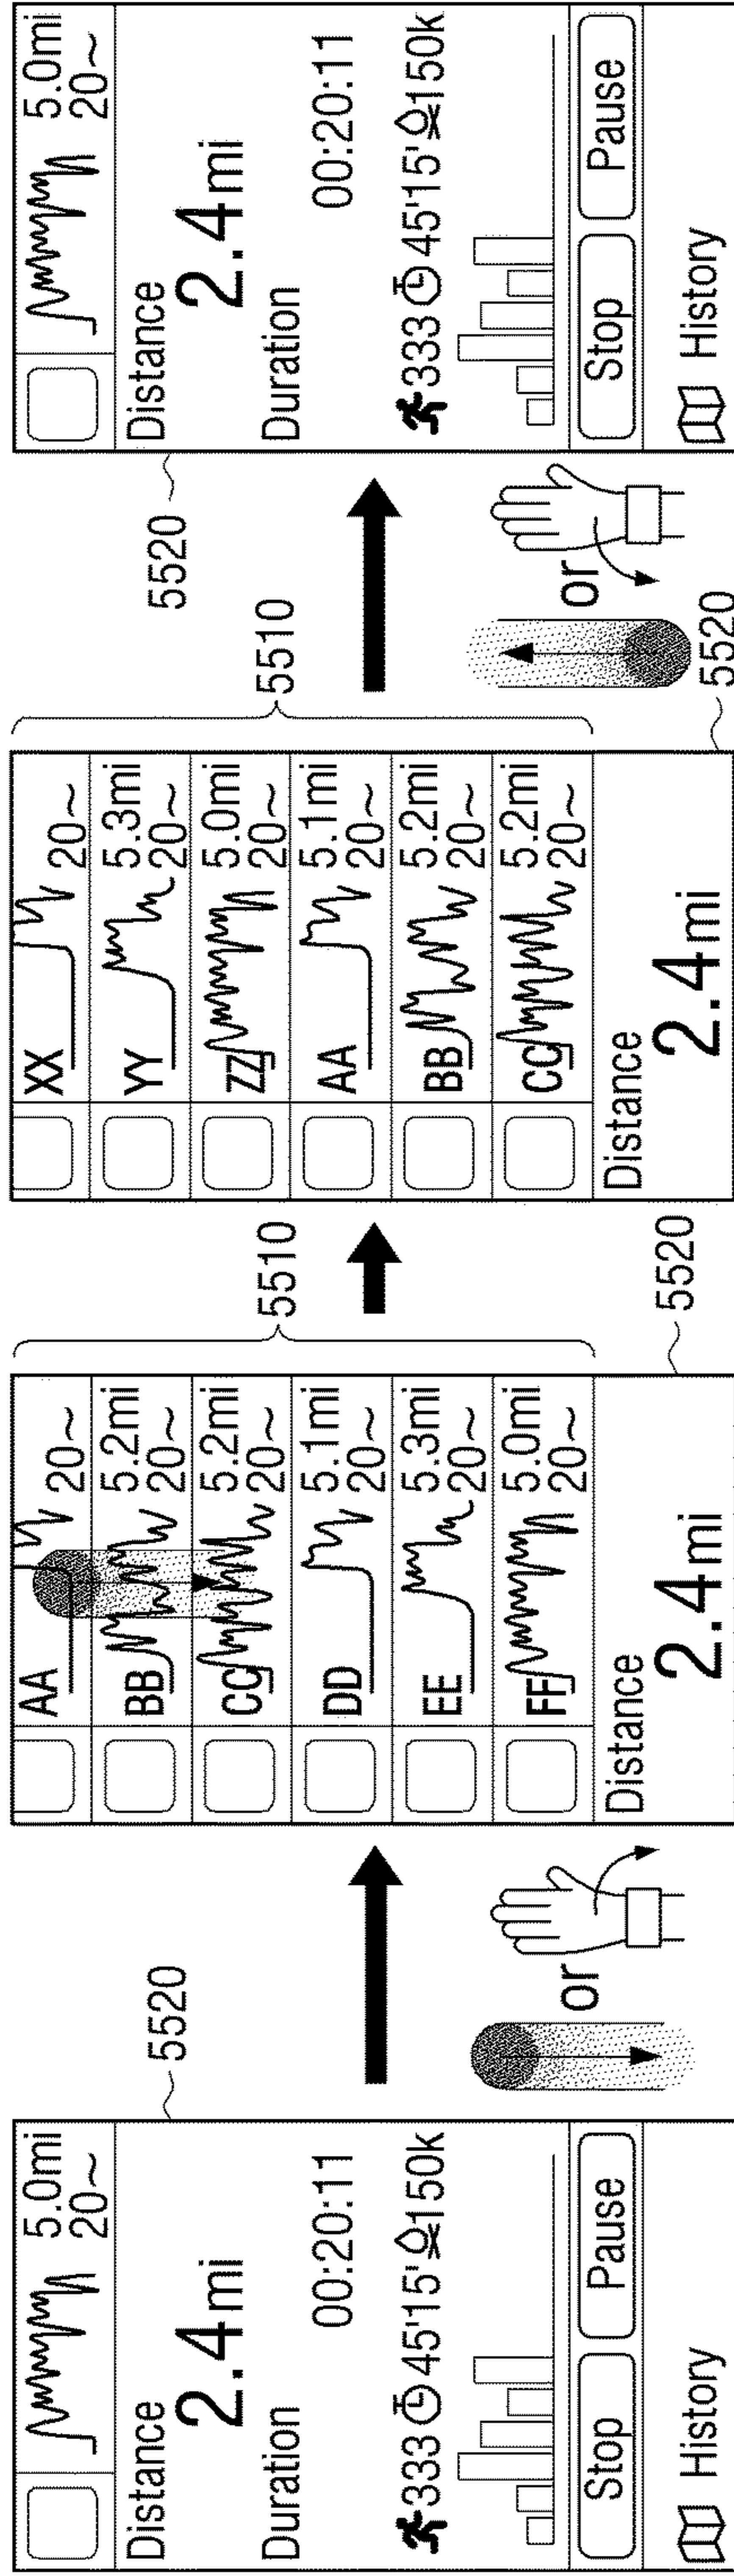 5.0mi
20~
Distance
2.4mi
Duration
00:20:11
333 45'15' 150k
Stop Pause
History
5520
or
AA 20~
BB 5.2mi
20~
CC 5.2mi
20~
DD 5.1mi
20~
EE 5.3mi
20~
FF 5.0mi
20~
Distance
2.4mi
5510
5520
XX 20~
YY 5.3mi
20~
ZZ 5.0mi
20~
AA 5.1mi
20~
BB 5.2mi
20~
CC 5.2mi
20~
Distance
2.4mi
5510
5520
or
5.0mi
20~
Distance
2.4mi
Duration
00:20:11
333 45'15' 150k
Stop Pause
History
5520